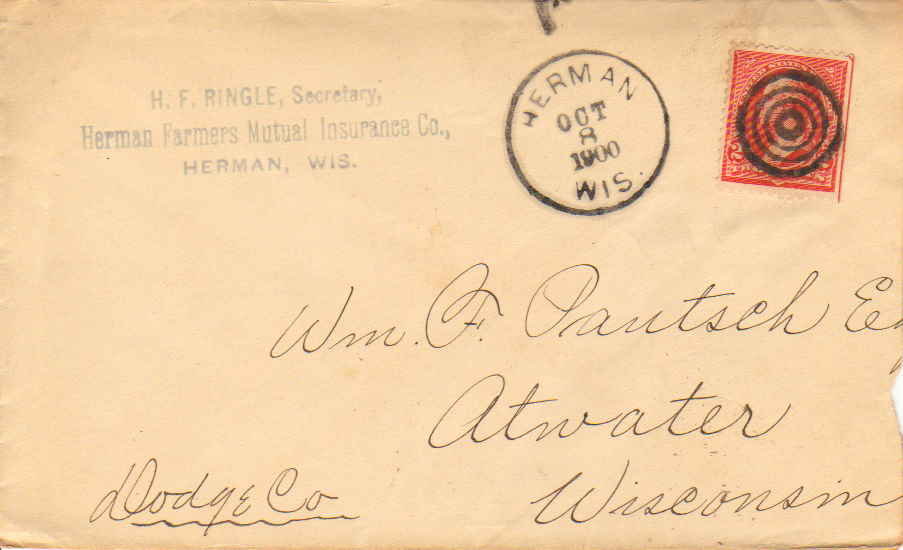 H. F. RINGLE, Secretary,
Herman Farmers Mutual Insurance Co.,
HERMAN, WIS.
HERMAN
OCT
8
1900
WIS.
Wm. F. Pautsch
Atwater
Wisconsin
Dodge Co